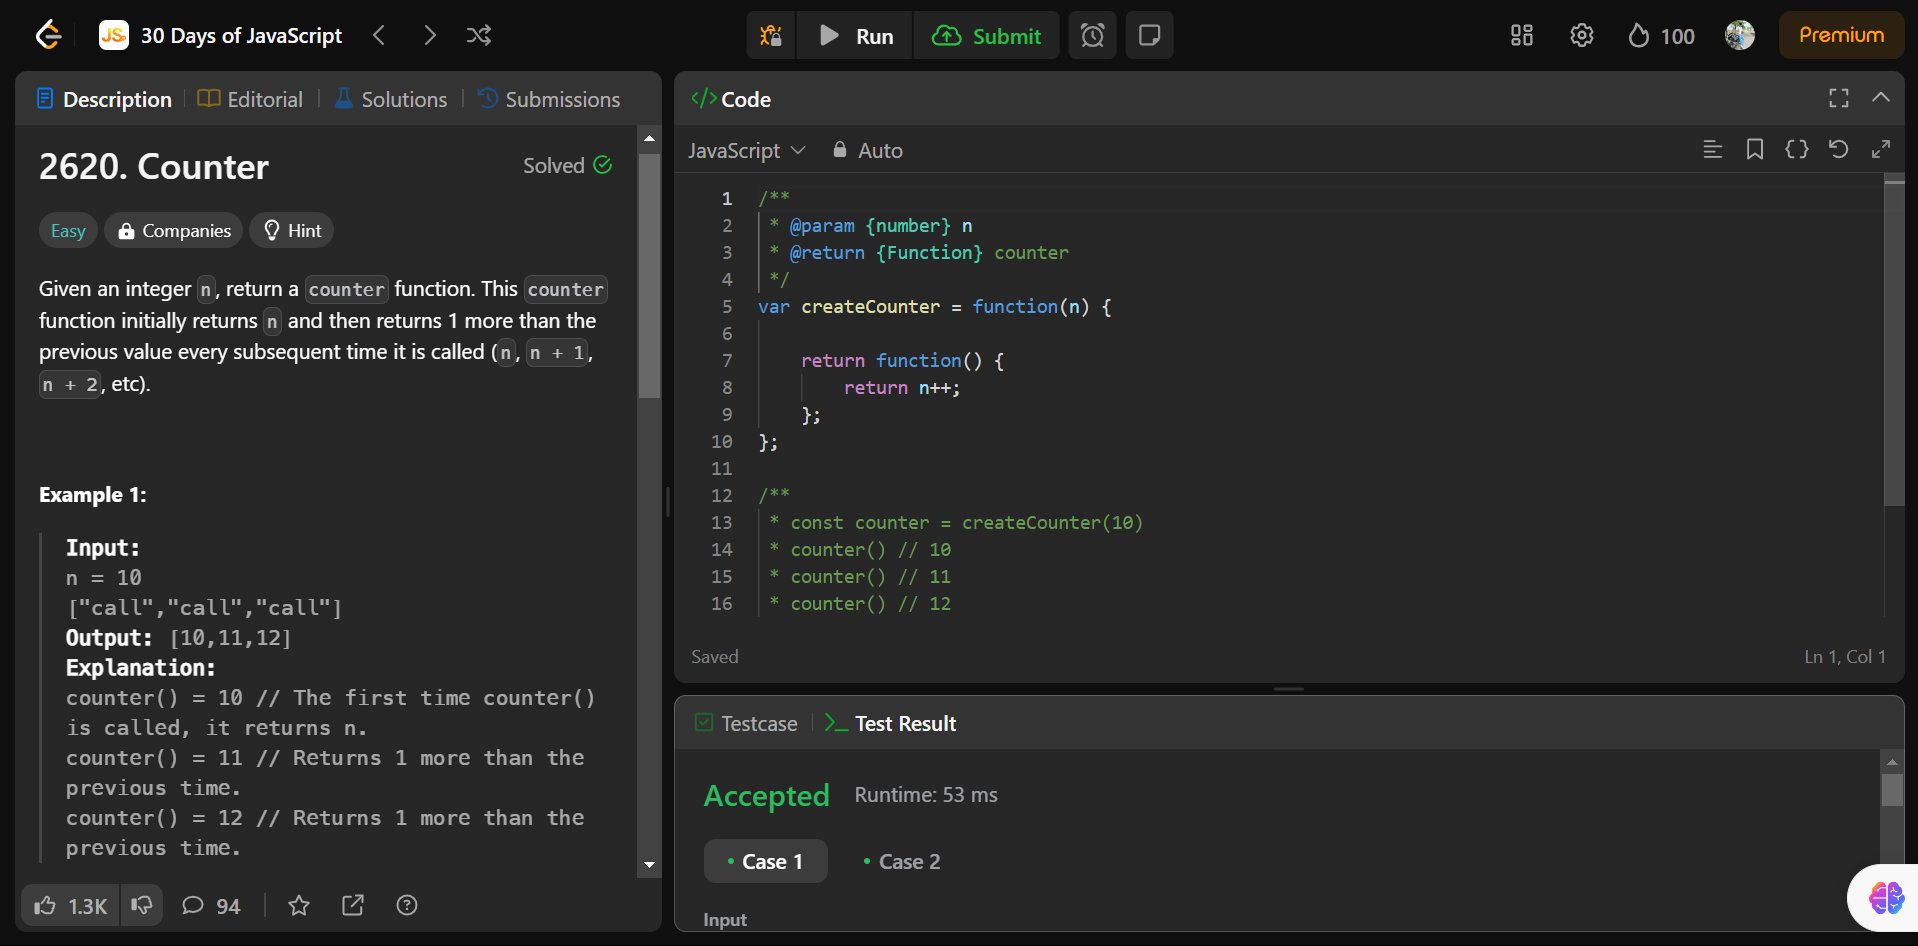 JS 30 Days of JavaScript
Run
Submit
100
Premium
Description
Editorial
Solutions
Submissions
2620. Counter
Solved
Easy
Companies
Hint
Given an integer n, return a counter function. This counter
function initially returns n and then returns 1 more than the
previous value every subsequent time it is called (n, n + 1,
n + 2, etc).
Example 1:
Input:
n = 10
["call","call","call"]
Output: [10,11,12]
Explanation:
counter() = 10 // The first time counter()
is called, it returns n.
counter() = 11 // Returns 1 more than the
previous time.
counter() = 12 // Returns 1 more than the
previous time.
1.3K
94
</> Code
JavaScript
Auto
1 /**
2  * @param {number} n
3  * @return {Function} counter
4  */
5 var createCounter = function(n) {
6
7     return function() {
8         return n++;
9     };
10 };
11
12 /**
13  * const counter = createCounter(10)
14  * counter() // 10
15  * counter() // 11
16  * counter() // 12
Saved
Ln 1, Col 1
Testcase
Test Result
Accepted
Runtime: 53 ms
• Case 1
• Case 2
Input